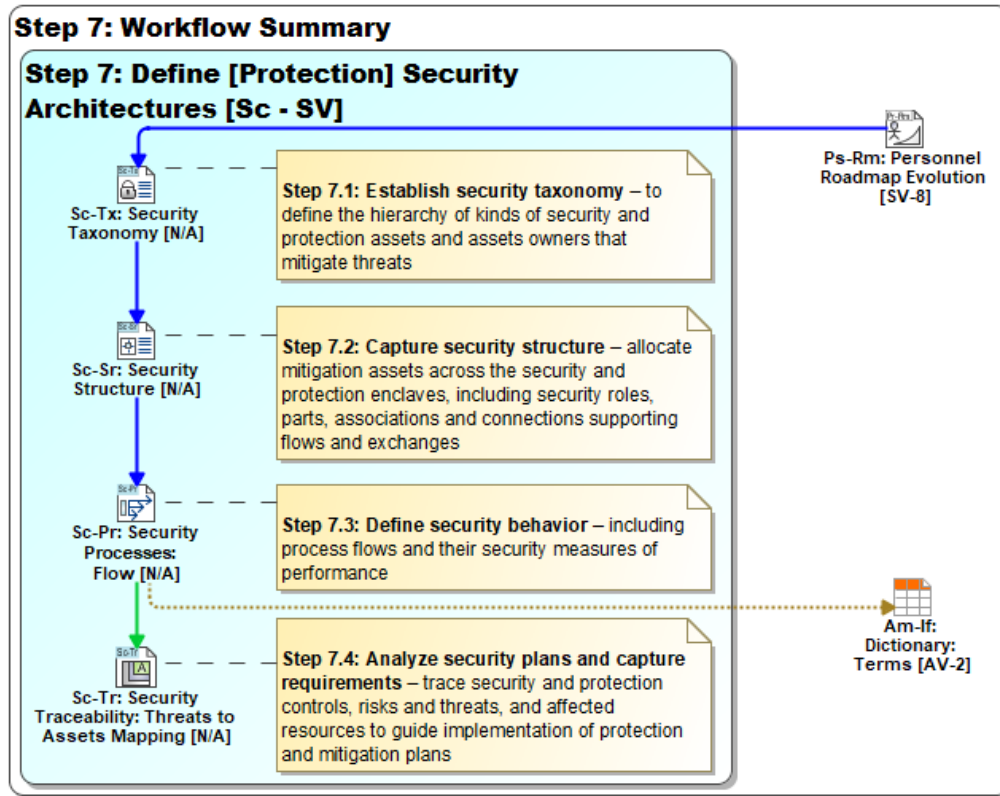 Step 7: Workflow Summary
Step 7: Define [Protection] Security
Architectures [Sc - SV]
Pr-Rm
Ps-Rm: Personnel
Roadmap Evolution
[SV-8]
Sc-Tx
Sc-Tx: Security
Taxonomy [N/A]
Step 7.1: Establish security taxonomy – to
define the hierarchy of kinds of security and
protection assets and assets owners that
mitigate threats
Sc-Sr
Sc-Sr: Security
Structure [N/A]
Step 7.2: Capture security structure – allocate
mitigation assets across the security and
protection enclaves, including security roles,
parts, associations and connections supporting
flows and exchanges
Sc-Pr
Sc-Pr: Security
Processes:
Flow [N/A]
Step 7.3: Define security behavior – including
process flows and their security measures of
performance
Am-If:
Dictionary:
Terms [AV-2]
Sc-Tr
A
Sc-Tr: Security
Traceability: Threats to
Assets Mapping [N/A]
Step 7.4: Analyze security plans and capture
requirements – trace security and protection
controls, risks and threats, and affected
resources to guide implementation of protection
and mitigation plans